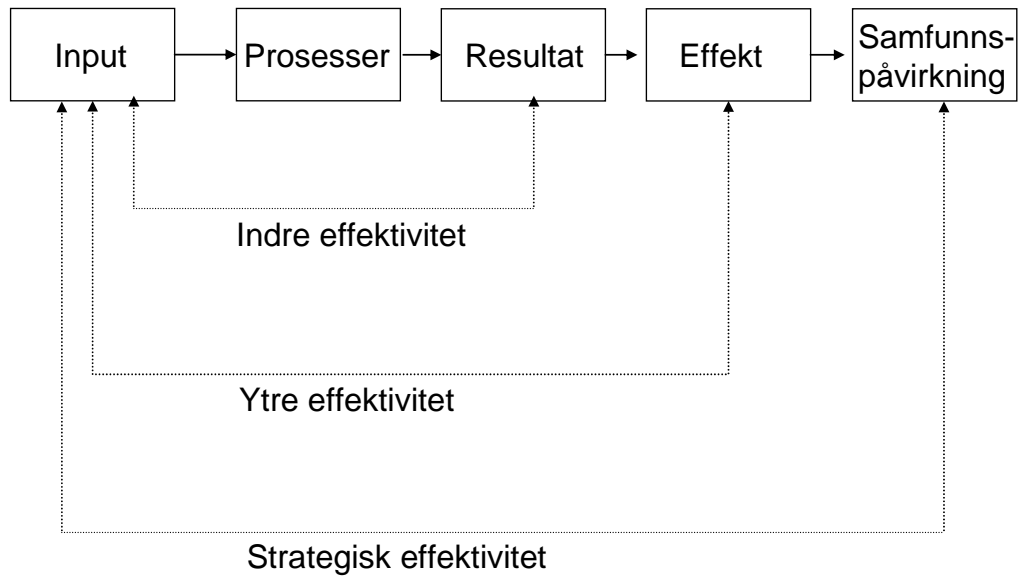 Input
Prosesser
Resultat
Effekt
Samfunns-
påvirkning
Indre effektivitet
Ytre effektivitet
Strategisk effektivitet